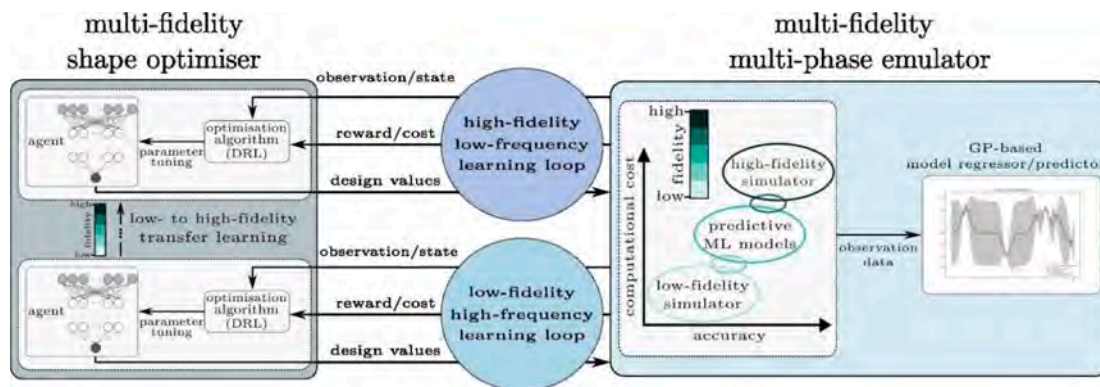 multi-fidelity
shape optimiser
multi-fidelity
multi-phase emulator
observation/state
agent
optimisation
algorithm
(DRL)
parameter
tuning
reward/cost
design values
high-fidelity
low-frequency
learning loop
high
fidelity
low
low- to high-fidelity
transfer learning
observation/state
agent
optimisation
algorithm
(DRL)
parameter
tuning
reward/cost
design values
low-fidelity
high-frequency
learning loop
computational cost
high
fidelity
low
high-fidelity
simulator
predictive
ML models
low-fidelity
simulator
accuracy
observation
data
GP-based
model regressor/predictor